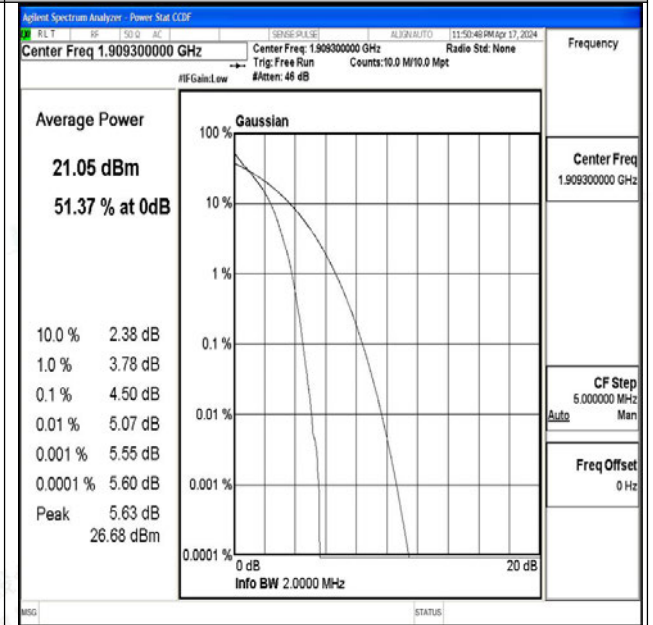 Agilent Spectrum Analyzer - Power Stat CCDF
RLT RF 50 Ω AC SENSE:PULSE ALIGNAUTO 11:50:48 PM Apr 17, 2024
Center Freq 1.909300000 GHz
Center Freq: 1.909300000 GHz Radio Std: None
Trig: Free Run Counts:10.0 M/10.0 Mpt
#IFGain:Low #Atten: 46 dB
Frequency
Average Power
21.05 dBm
51.37 % at 0dB
10.0 % 2.38 dB
1.0 % 3.78 dB
0.1 % 4.50 dB
0.01 % 5.07 dB
0.001 % 5.55 dB
0.0001 % 5.60 dB
Peak 5.63 dB
26.68 dBm
Gaussian
100 %
10 %
1 %
0.1 %
0.01 %
0.001 %
0.0001 %
0 dB 20 dB
Info BW 2.0000 MHz
Center Freq
1.909300000 GHz
CF Step
5.000000 MHz
Auto Man
Freq Offset
0 Hz
MSG STATUS